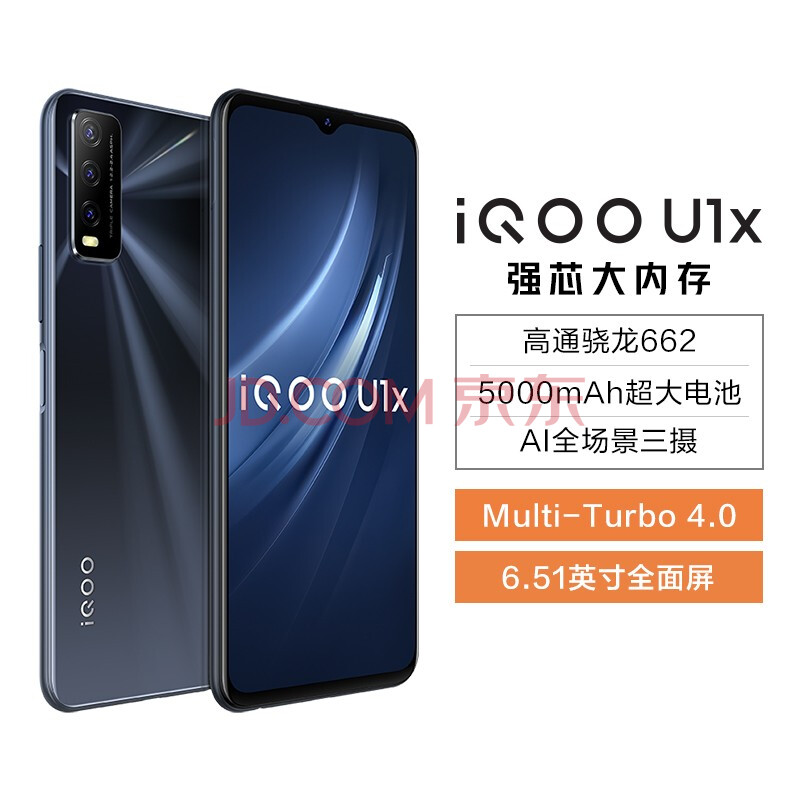 iQOO U1x
强芯大内存
高通骁龙662
5000mAh超大电池
AI全场景三摄
Multi-Turbo 4.0
6.51英寸全面屏
iQOO U1x
JD.COM 京东
iQOO